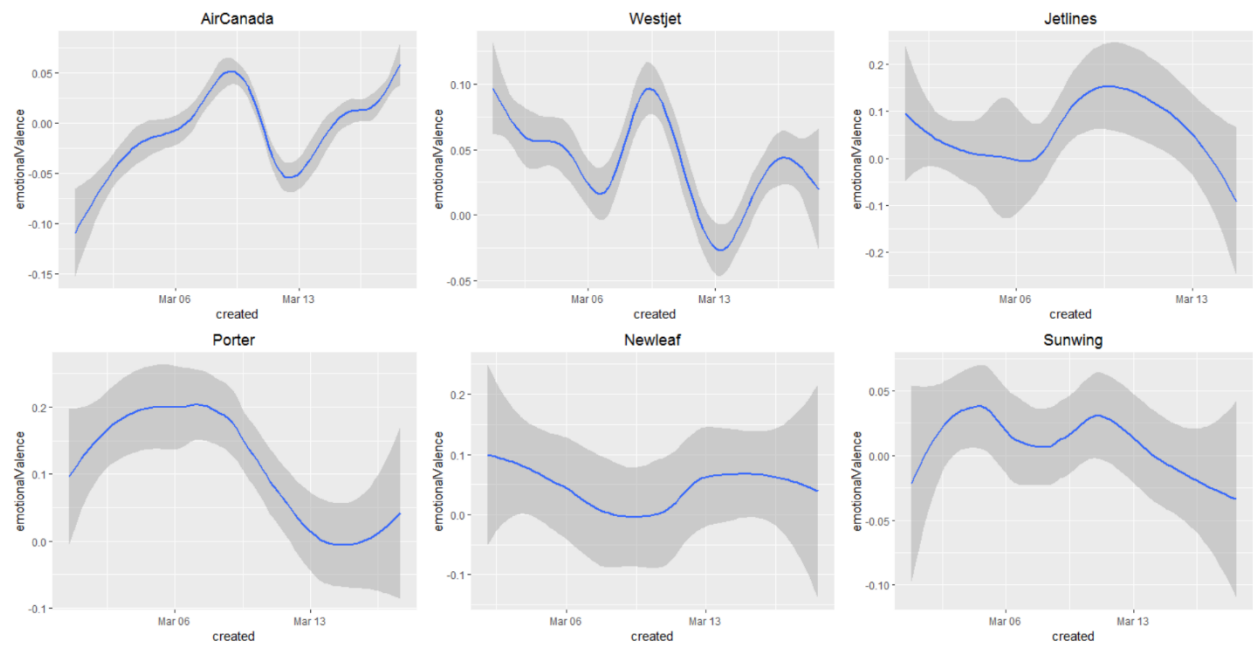 AirCanada
Westjet
Jetlines
emotionalValence
0.05
0.00
-0.05
-0.10
-0.15
Mar 06
Mar 13
created
emotionalValence
0.10
0.05
0.00
-0.05
Mar 06
Mar 13
created
emotionalValence
0.2
0.1
0.0
-0.1
-0.2
Mar 06
Mar 13
created
Porter
Newleaf
Sunwing
emotionalValence
0.2
0.1
0.0
-0.1
Mar 06
Mar 13
created
emotionalValence
0.2
0.1
0.0
-0.1
Mar 06
Mar 13
created
emotionalValence
0.05
0.00
-0.05
-0.10
Mar 06
Mar 13
created